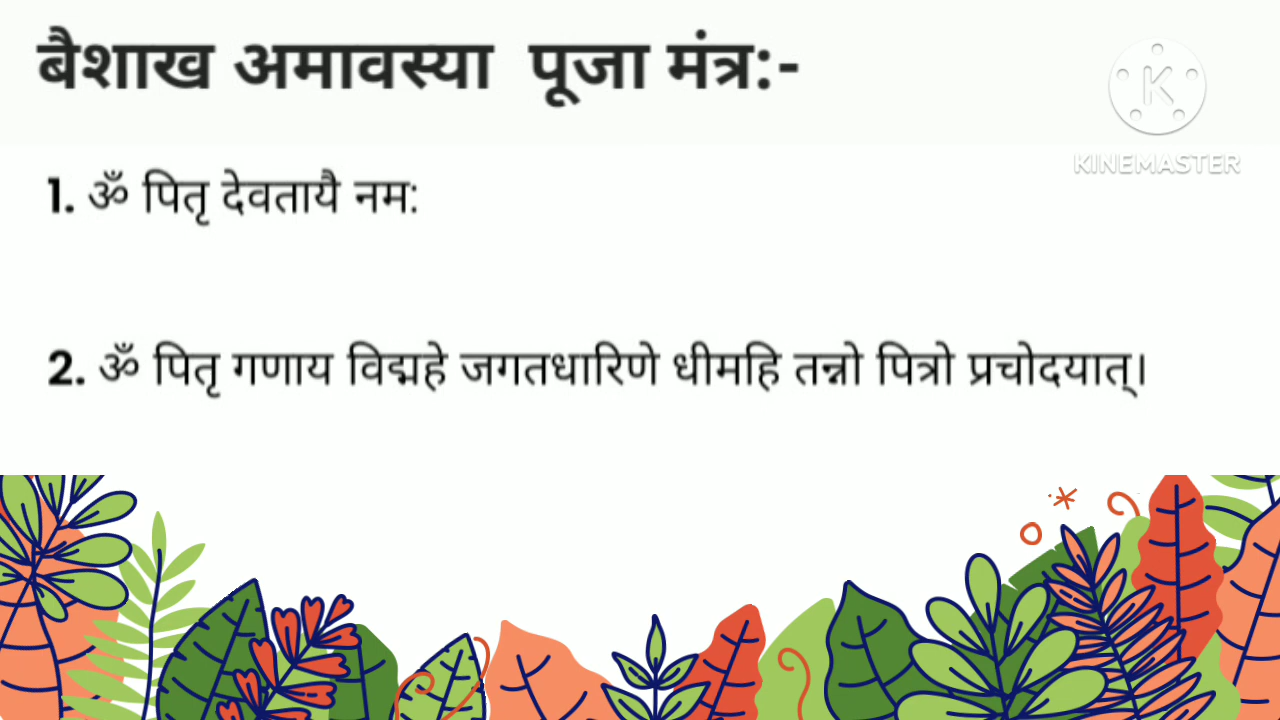 बैशाख अमावस्या पूजा मंत्र:-
K
KINEMASTER
1. ॐ पितृ देवतायै नम:
2. ॐ पितृ गणाय विद्महे जगतधारिणे धीमहि तन्नो पित्रो प्रचोदयात्।